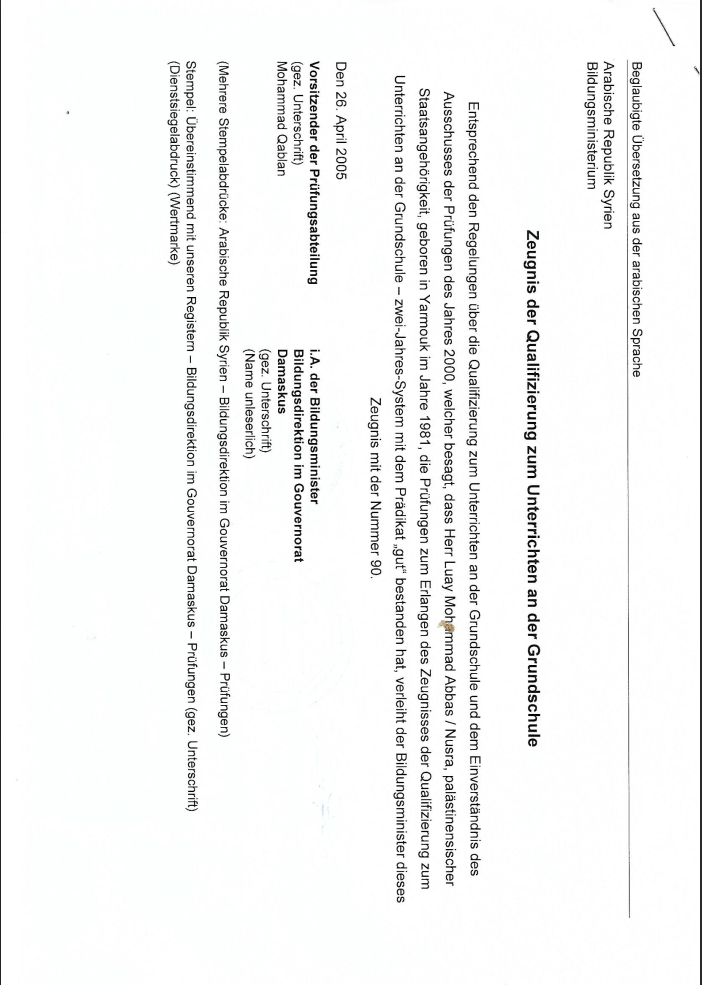 Beglaubigte Übersetzung aus der arabischen Sprache
Arabische Republik Syrien
Bildungsministerium
Zeugnis der Qualifizierung zum Unterrichten an der Grundschule
Entsprechend den Regelungen über die Qualifizierung zum Unterrichten an der Grundschule und dem Einverständnis des
Ausschusses der Prüfungen des Jahres 2000, welcher besagt, dass Herr Luay Mohammad Abbas / Nusra, palästinensischer
Staatsangehörigkeit, geboren in Yarmouk im Jahre 1981, die Prüfungen zum Erlangen des Zeugnisses der Qualifizierung zum
Unterrichten an der Grundschule – zwei-Jahres-System mit dem Prädikat „gut“ bestanden hat, verleiht der Bildungsminister dieses
Zeugnis mit der Nummer 90.
Den 26. April 2005
Vorsitzender der Prüfungsabteilung
(gez. Unterschrift)
Mohammad Qablan
i.A. der Bildungsminister
Bildungsdirektion im Gouvernorat
Damaskus
(gez. Unterschrift)
(Name unleserlich)
(Mehrere Stempelabdrücke: Arabische Republik Syrien – Bildungsdirektion im Gouvernorat Damaskus – Prüfungen)
Stempel: Übereinstimmend mit unseren Registern – Bildungsdirektion im Gouvernorat Damaskus – Prüfungen (gez. Unterschrift)
(Dienstsiegelabdruck) (Wertmarke)